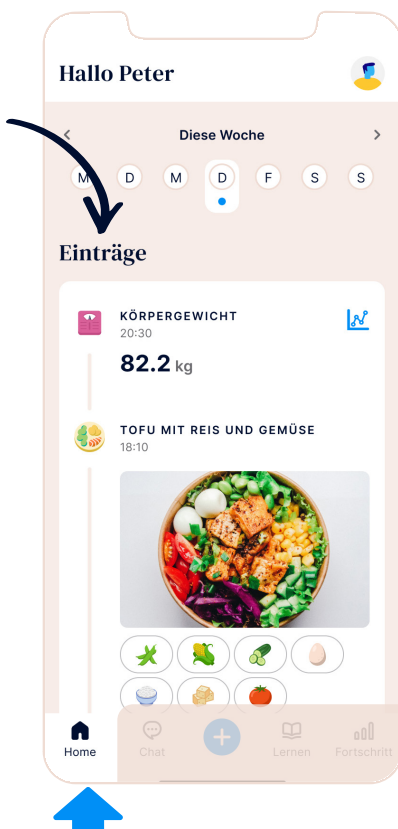 Hallo Peter
Diese Woche
M D M D F S S
Einträge
KÖRPERGEWICHT
20:30
82.2 kg
TOFU MIT REIS UND GEMÜSE
18:10
Home Chat Lernen Fortschritt